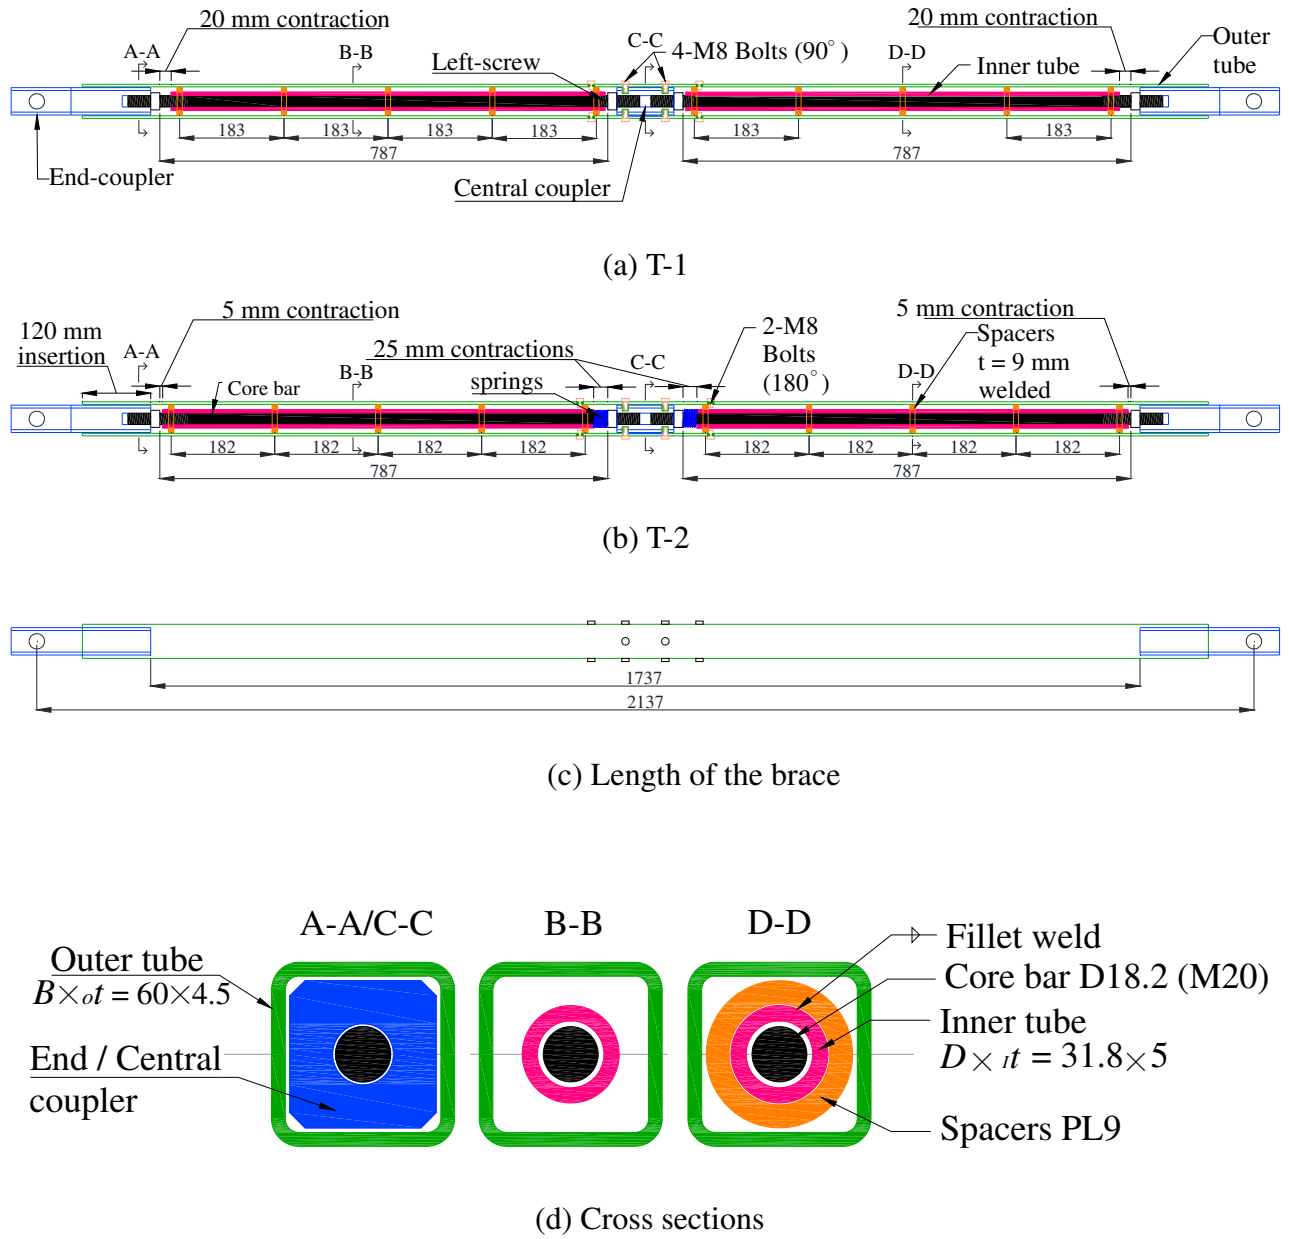 20 mm contraction
20 mm contraction
A-A
B-B
C-C
4-M8 Bolts (90°)
D-D
Outer
tube
Left-screw
Inner tube
183
183
183
183
183
183
787
787
End-coupler
Central coupler
(a) T-1
5 mm contraction
5 mm contraction
120 mm
insertion
A-A
25 mm contractions
B-B
C-C
2-M8
Bolts
(180°)
Spacers
t = 9 mm
welded
D-D
Core bar
springs
182
182
182
182
182
182
182
182
787
787
(b) T-2
1737
2137
(c) Length of the brace
A-A/C-C
B-B
D-D
Outer tube
B×ot = 60×4.5
End / Central
coupler
Fillet weld
Core bar D18.2 (M20)
Inner tube
D× It = 31.8×5
Spacers PL9
(d) Cross sections